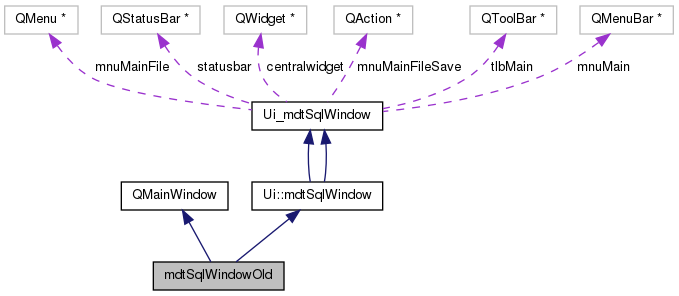 QMenu *
QStatusBar *
QWidget *
QAction *
QToolBar *
QMenuBar *
mnuMainFile
statusbar
centralwidget
mnuMainFileSave
tlbMain
mnuMain
Ui_mdtSqlWindow
QMainWindow
Ui::mdtSqlWindow
mdtSqlWindowOld